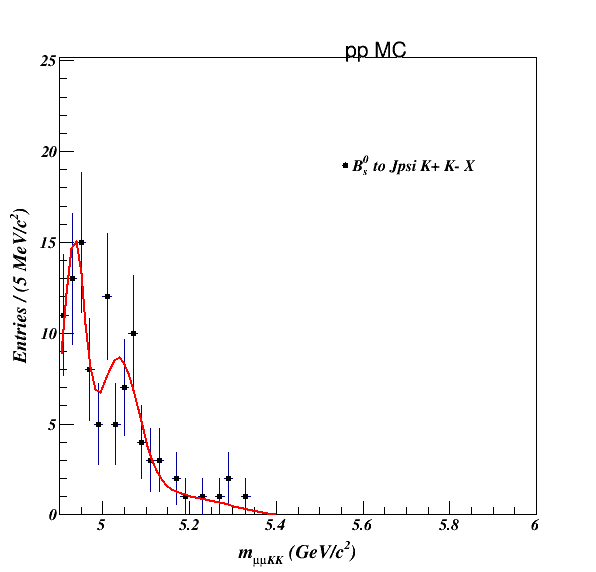 pp MC
25
20
15
10
5
0
Entries / (5 MeV/c²)
B⁰ₛ to Jpsi K+ K- X
5 5.2 5.4 5.6 5.8 6
m_μμKK (GeV/c²)